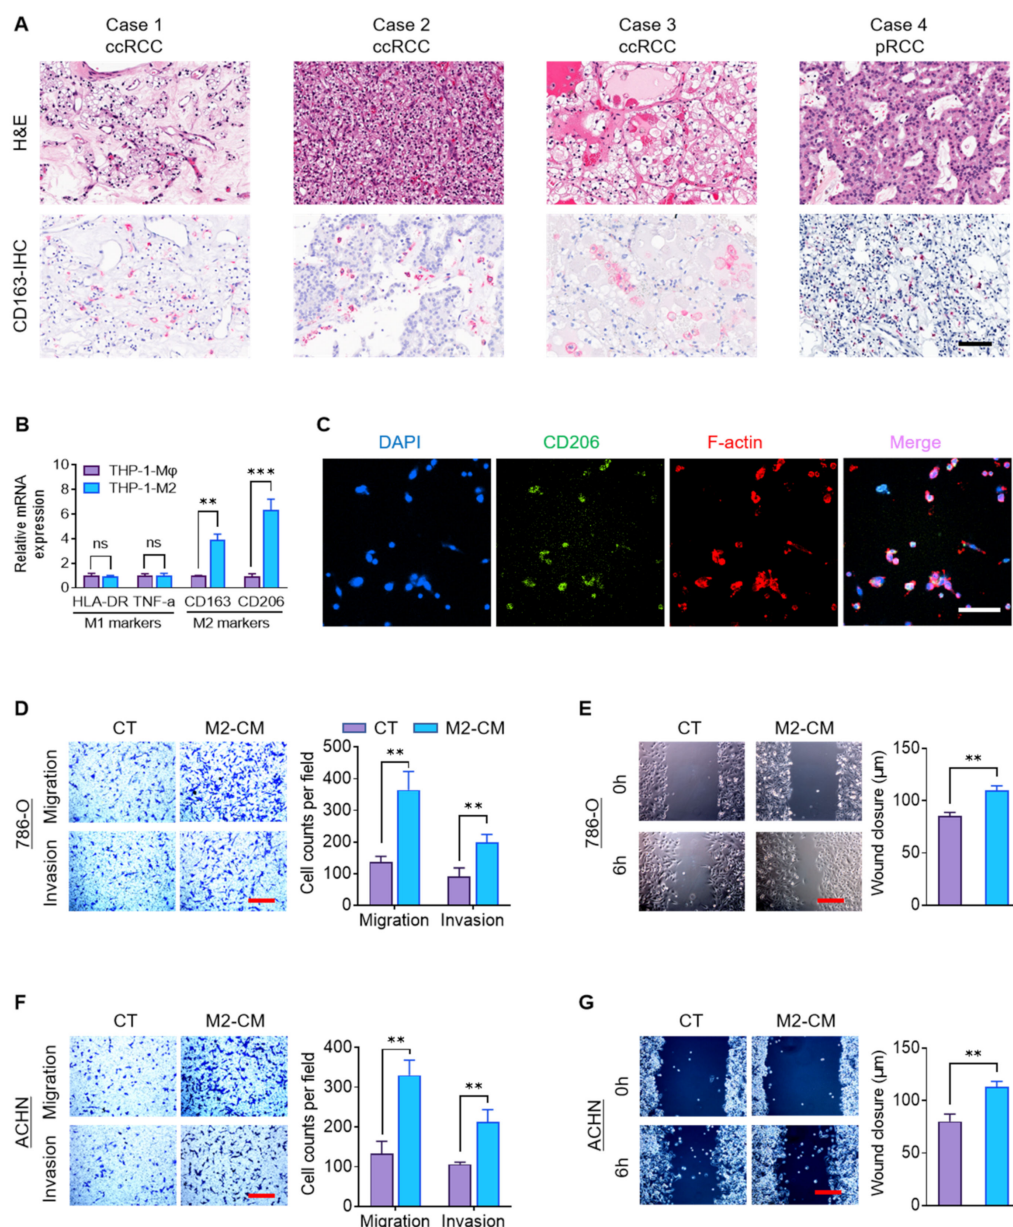 A
Case 1
ccRCC
Case 2
ccRCC
Case 3
ccRCC
Case 4
pRCC
H&E
CD163-IHC
B
Relative mRNA
expression
10
8
6
4
2
0
THP-1-Mφ
THP-1-M2
ns
ns
**
***
HLA-DR TNF-a CD163 CD206
M1 markers M2 markers
C
DAPI
CD206
F-actin
Merge
D
CT
M2-CM
786-O
Migration
Invasion
CT M2-CM
Cell counts per field
500
400
300
200
100
0
**
**
Migration Invasion
E
CT
M2-CM
786-O
0h
6h
Wound closure (μm)
150
100
50
0
**
F
CT
M2-CM
ACHN
Migration
Invasion
Cell counts per field
400
300
200
100
0
**
**
Migration Invasion
G
CT
M2-CM
ACHN
0h
6h
Wound closure (μm)
150
100
50
0
**